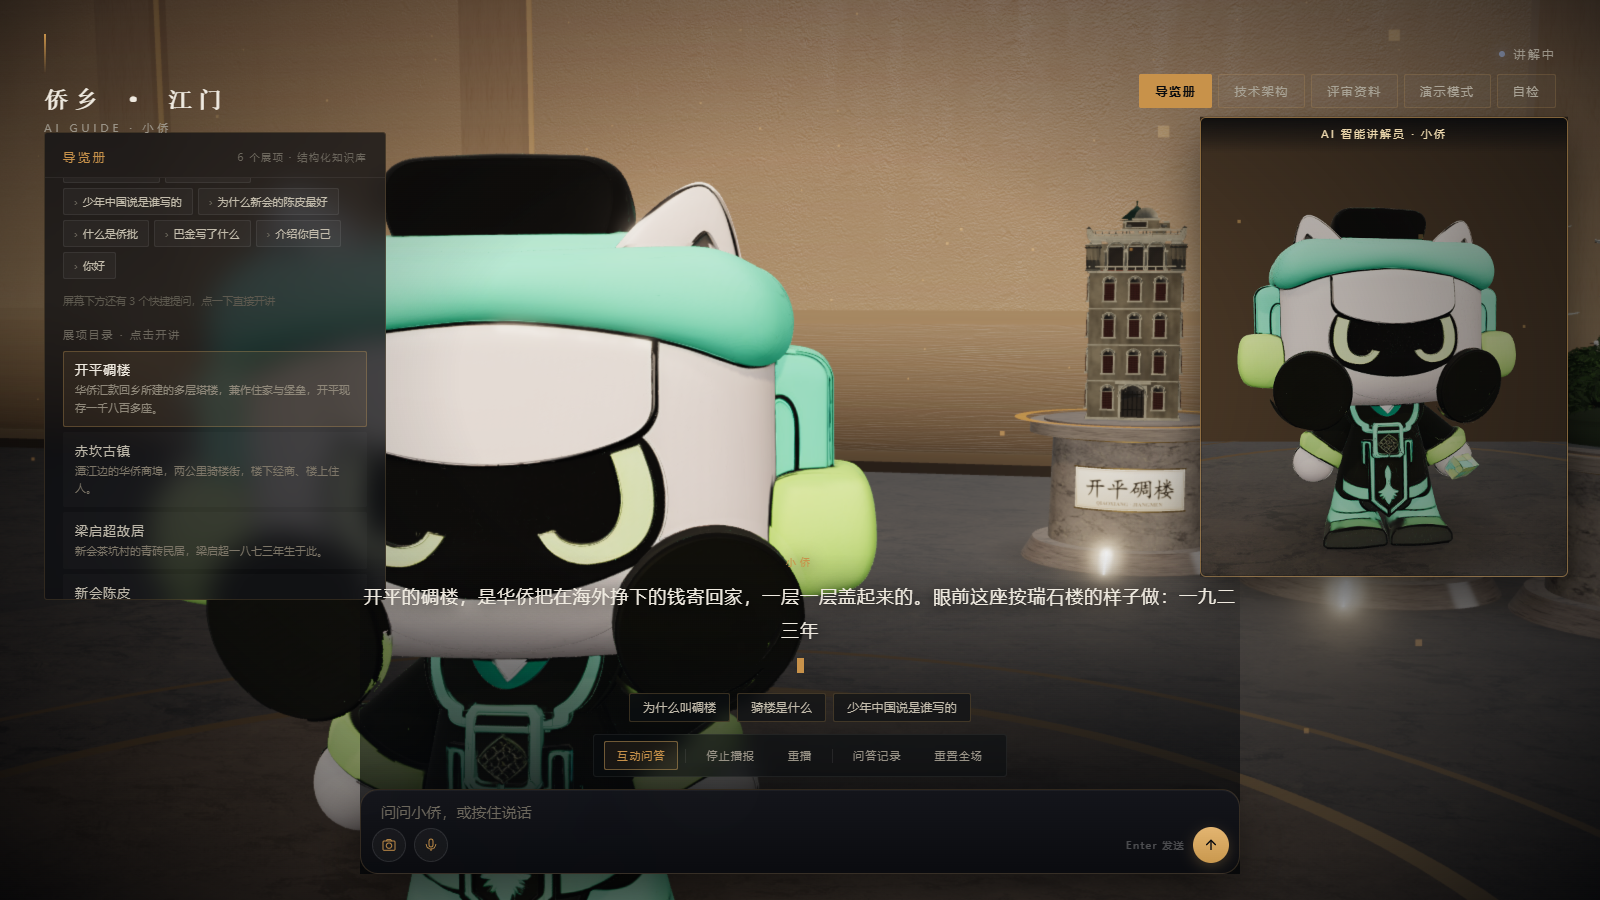 讲解中
侨乡 • 江门
AI GUIDE · 小侨
导览册
技术架构
评审资料
演示模式
自检
导览册
6 个展项 · 结构化知识库
› 少年中国说是谁写的
› 为什么新会的陈皮最好
› 什么是侨批
› 巴金写了什么
› 介绍你自己
› 你好
屏幕下方还有 3 个快捷提问，点一下直接开讲
展项目录 · 点击开讲
开平碉楼
华侨汇款回乡所建的多层塔楼，兼作住家与堡垒，开平现
存一千八百多座。
赤坎古镇
潭江边的华侨商埠，两公里骑楼街，楼下经商、楼上住
人。
梁启超故居
新会茶坑村的青砖民居，梁启超一八七三年生于此。
新会陈皮
AI 智能讲解员 · 小侨
开平碉楼
小侨
开平的碉楼，是华侨把在海外挣下的钱寄回家，一层一层盖起来的。眼前这座按瑞石楼的样子做：一九二
三年
为什么叫碉楼
骑楼是什么
少年中国说是谁写的
互动问答
停止播报
重播
问答记录
重置全场
问问小侨，或按住说话
Enter 发送